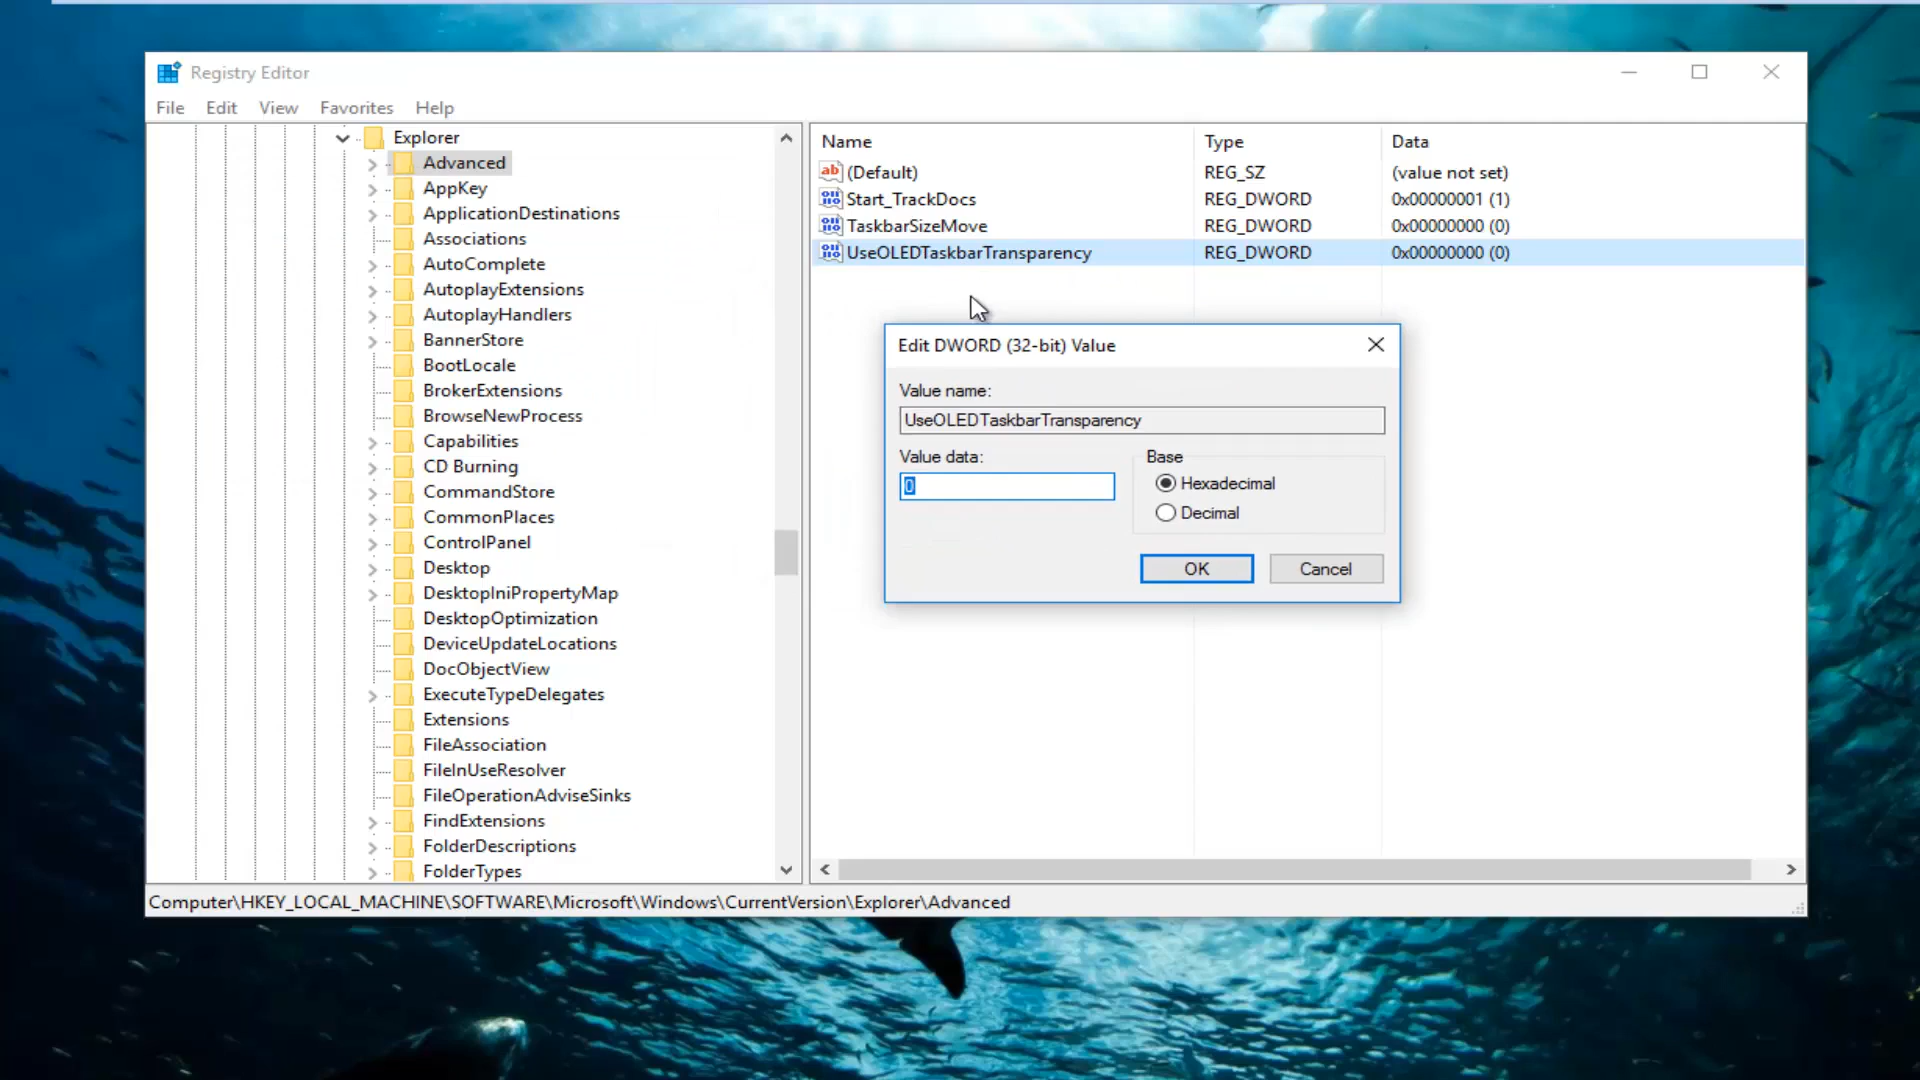 Registry Editor
File Edit View Favorites Help
Explorer
Advanced
AppKey
ApplicationDestinations
Associations
AutoComplete
AutoplayExtensions
AutoplayHandlers
BannerStore
BootLocale
BrokerExtensions
BrowseNewProcess
Capabilities
CD Burning
CommandStore
CommonPlaces
ControlPanel
Desktop
DesktopIniPropertyMap
DesktopOptimization
DeviceUpdateLocations
DocObjectView
ExecuteTypeDelegates
Extensions
FileAssociation
FileInUseResolver
FileOperationAdviseSinks
FindExtensions
FolderDescriptions
FolderTypes
Name Type Data
(Default) REG_SZ (value not set)
Start_TrackDocs REG_DWORD 0x00000001 (1)
TaskbarSizeMove REG_DWORD 0x00000000 (0)
UseOLEDTaskbarTransparency REG_DWORD 0x00000000 (0)
Edit DWORD (32-bit) Value
Value name:
UseOLEDTaskbarTransparency
Value data:
0
Base
Hexadecimal
Decimal
OK Cancel
Computer\HKEY_LOCAL_MACHINE\SOFTWARE\Microsoft\Windows\CurrentVersion\Explorer\Advanced